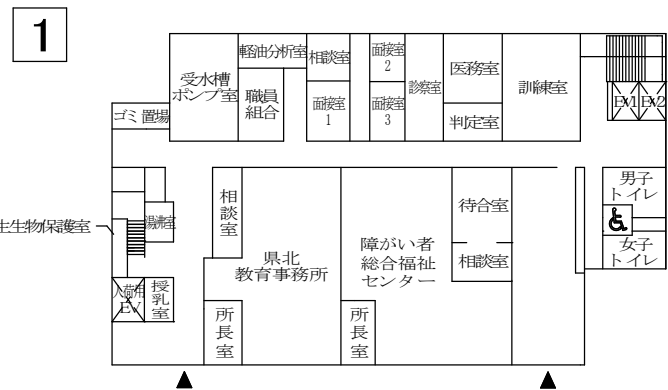 1
受水槽
ポンプ室
軽油分析室
職員
組合
相談室
面接室
1
面接室
2
面接室
3
診察室
医務室
判定室
訓練室
EV1
EV2
ゴミ置場
男子
トイレ
女子
トイレ
生生物保護室
湯沸室
人荷用
EV
授乳室
相談室
県北
教育事務所
所長室
障がい者
総合福祉
センター
所長室
待合室
相談室